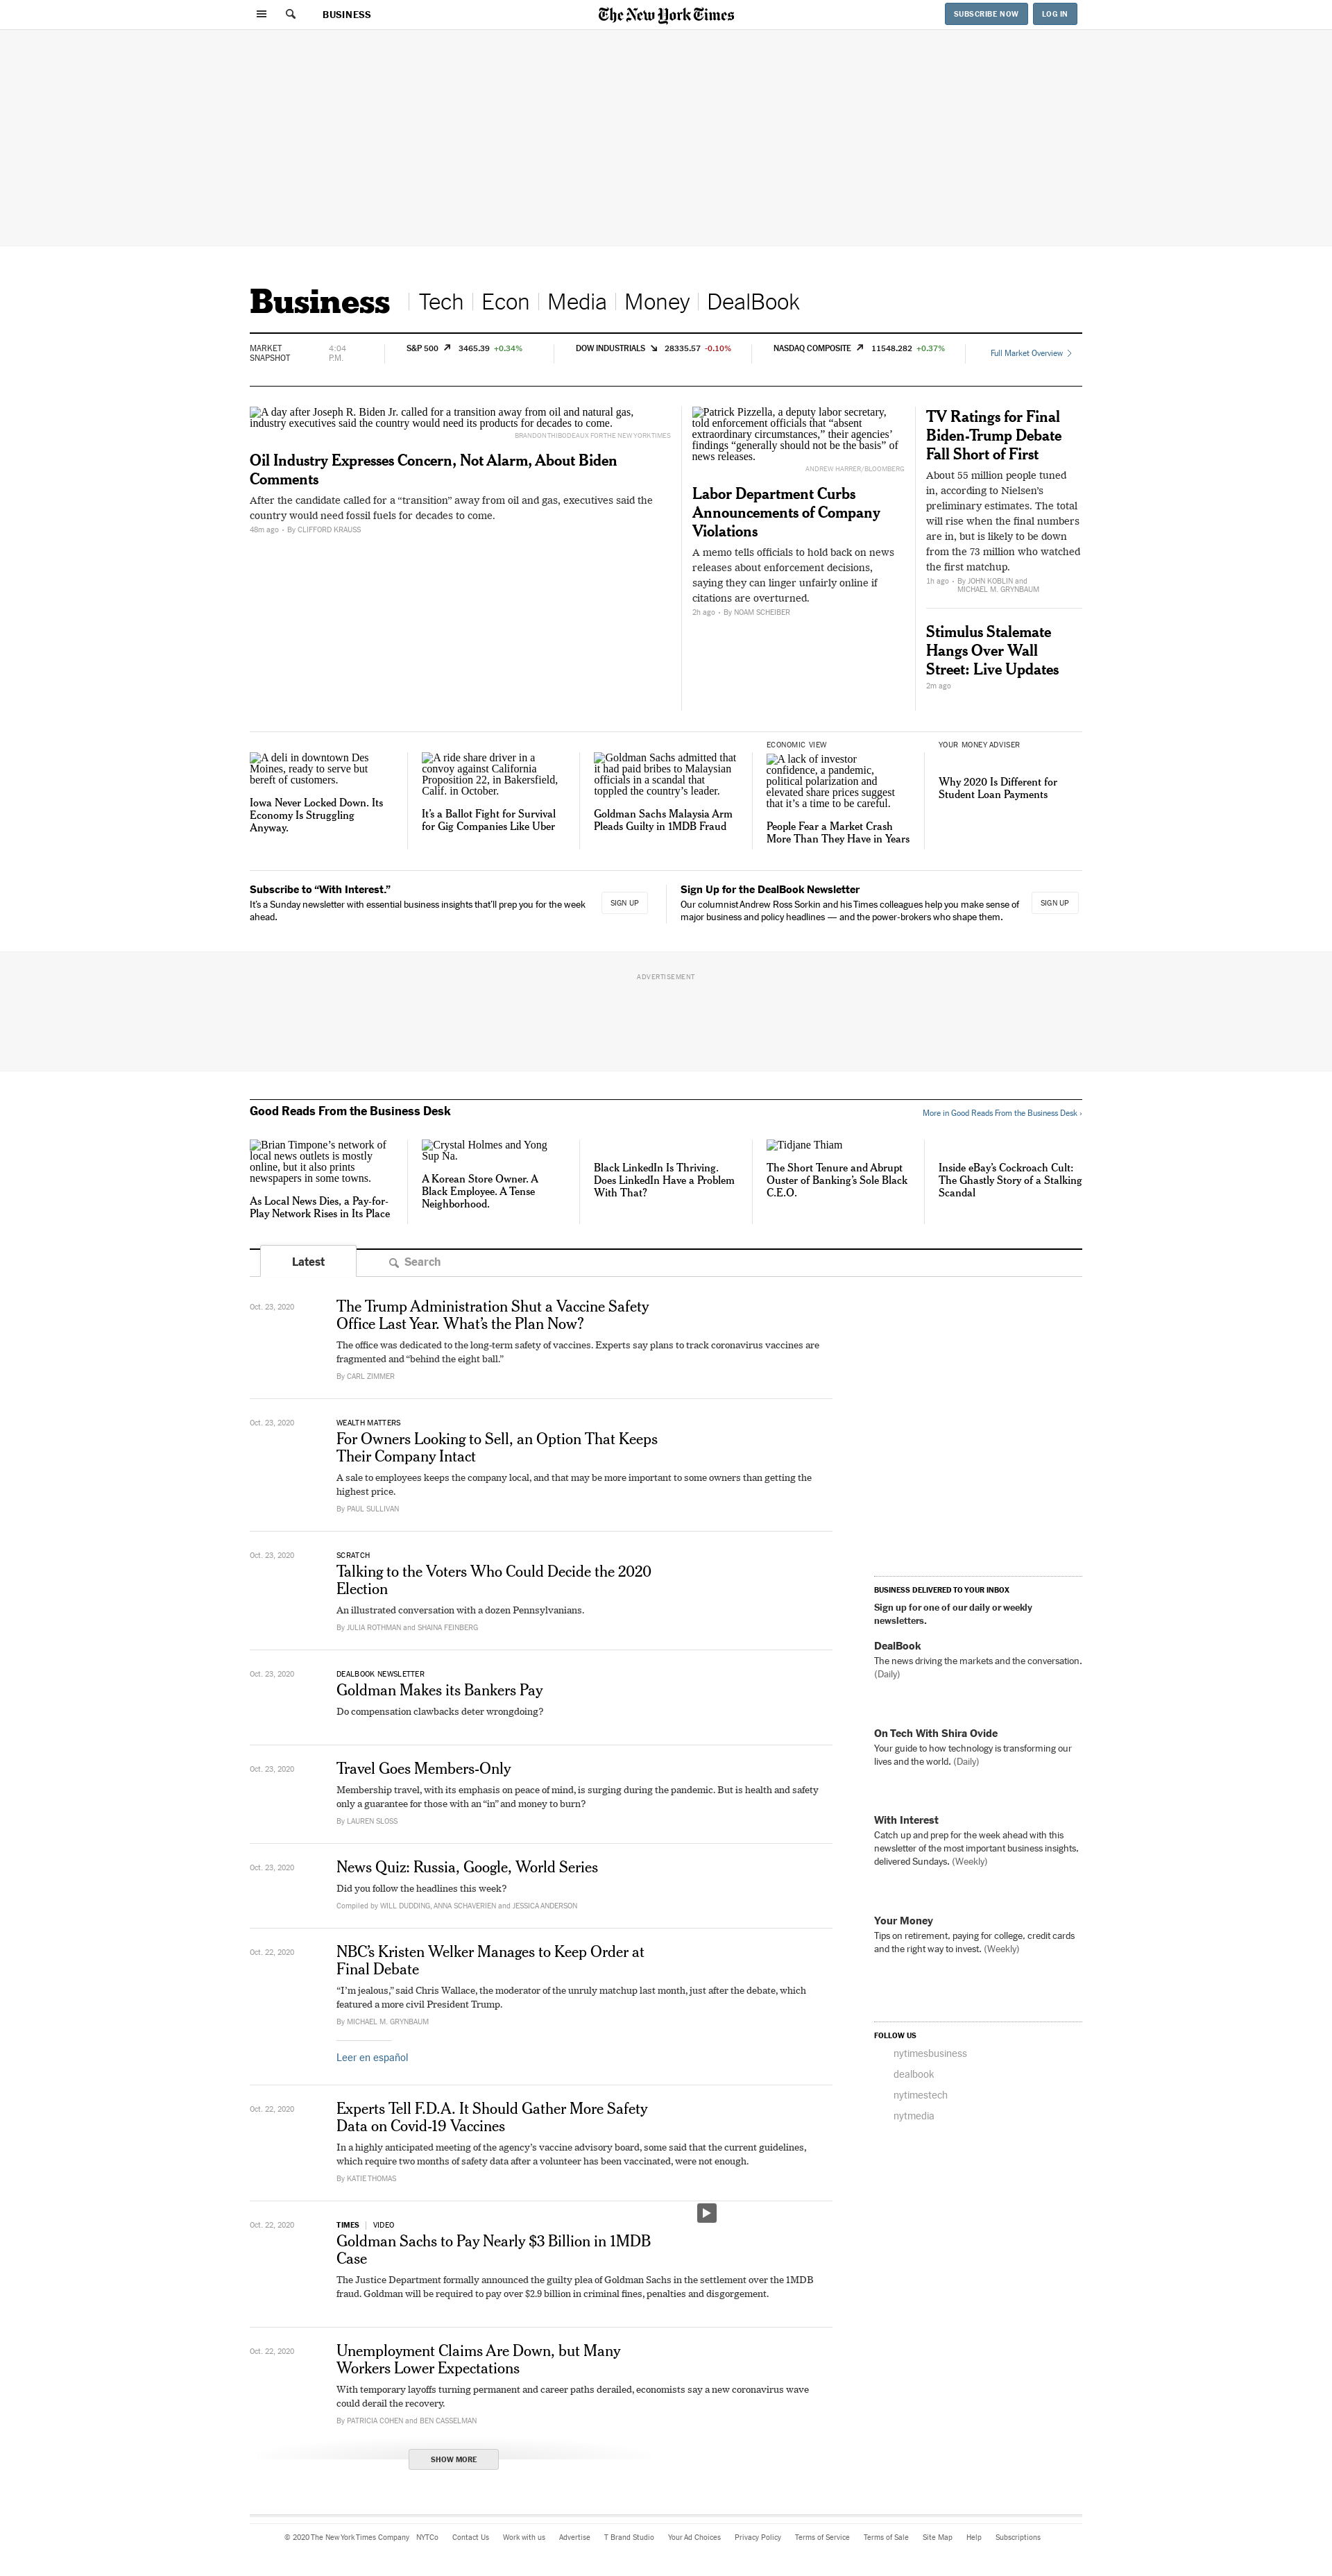 BUSINESS
The New York Times
SUBSCRIBE NOW
LOG IN
Business
Tech
Econ
Media
Money
DealBook
MARKET
SNAPSHOT
4:04
P.M.
S&P 500 3465.39 +0.34%
DOW INDUSTRIALS 28335.57 -0.10%
NASDAQ COMPOSITE 11548.282 +0.37%
Full Market Overview
A day after Joseph R. Biden Jr. called for a transition away from oil and natural gas,
industry executives said the country would need its products for decades to come.
BRANDON THIBODEAUX FOR THE NEW YORK TIMES
Oil Industry Expresses Concern, Not Alarm, About Biden
Comments
After the candidate called for a “transition” away from oil and gas, executives said the
country would need fossil fuels for decades to come.
48m ago - By CLIFFORD KRAUSS
Patrick Pizzella, a deputy labor secretary,
told enforcement officials that “absent
extraordinary circumstances,” their agencies’
findings “generally should not be the basis” of
news releases.
ANDREW HARRER/BLOOMBERG
Labor Department Curbs
Announcements of Company
Violations
A memo tells officials to hold back on news
releases about enforcement decisions,
saying they can linger unfairly online if
citations are overturned.
2h ago - By NOAM SCHEIBER
TV Ratings for Final
Biden-Trump Debate
Fall Short of First
About 55 million people tuned
in, according to Nielsen’s
preliminary estimates. The total
will rise when the final numbers
are in, but is likely to be down
from the 73 million who watched
the first matchup.
1h ago - By JOHN KOBLIN and
MICHAEL M. GRYNBAUM
Stimulus Stalemate
Hangs Over Wall
Street: Live Updates
2m ago
A deli in downtown Des
Moines, ready to serve but
bereft of customers.
Iowa Never Locked Down. Its
Economy Is Struggling
Anyway.
A ride share driver in a
convoy against California
Proposition 22, in Bakersfield,
Calif. in October.
It’s a Ballot Fight for Survival
for Gig Companies Like Uber
Goldman Sachs admitted that
it had paid bribes to Malaysian
officials in a scandal that
toppled the country’s leader.
Goldman Sachs Malaysia Arm
Pleads Guilty in 1MDB Fraud
ECONOMIC VIEW
A lack of investor
confidence, a pandemic,
political polarization and
elevated share prices suggest
that it’s a time to be careful.
People Fear a Market Crash
More Than They Have in Years
YOUR MONEY ADVISER
Why 2020 Is Different for
Student Loan Payments
Subscribe to “With Interest.”
It’s a Sunday newsletter with essential business insights that’ll prep you for the week
ahead.
SIGN UP
Sign Up for the DealBook Newsletter
Our columnist Andrew Ross Sorkin and his Times colleagues help you make sense of
major business and policy headlines — and the power-brokers who shape them.
SIGN UP
ADVERTISEMENT
Good Reads From the Business Desk
More in Good Reads From the Business Desk ›
Brian Timpone’s network of
local news outlets is mostly
online, but it also prints
newspapers in some towns.
As Local News Dies, a Pay-for-
Play Network Rises in Its Place
Crystal Holmes and Yong
Sup Na.
A Korean Store Owner. A
Black Employee. A Tense
Neighborhood.
Black LinkedIn Is Thriving.
Does LinkedIn Have a Problem
With That?
Tidjane Thiam
The Short Tenure and Abrupt
Ouster of Banking’s Sole Black
C.E.O.
Inside eBay’s Cockroach Cult:
The Ghastly Story of a Stalking
Scandal
Latest
Search
Oct. 23, 2020
The Trump Administration Shut a Vaccine Safety
Office Last Year. What’s the Plan Now?
The office was dedicated to the long-term safety of vaccines. Experts say plans to track coronavirus vaccines are
fragmented and “behind the eight ball.”
By CARL ZIMMER
Oct. 23, 2020
WEALTH MATTERS
For Owners Looking to Sell, an Option That Keeps
Their Company Intact
A sale to employees keeps the company local, and that may be more important to some owners than getting the
highest price.
By PAUL SULLIVAN
Oct. 23, 2020
SCRATCH
Talking to the Voters Who Could Decide the 2020
Election
An illustrated conversation with a dozen Pennsylvanians.
By JULIA ROTHMAN and SHAINA FEINBERG
Oct. 23, 2020
DEALBOOK NEWSLETTER
Goldman Makes its Bankers Pay
Do compensation clawbacks deter wrongdoing?
Oct. 23, 2020
Travel Goes Members-Only
Membership travel, with its emphasis on peace of mind, is surging during the pandemic. But is health and safety
only a guarantee for those with an “in” and money to burn?
By LAUREN SLOSS
Oct. 23, 2020
News Quiz: Russia, Google, World Series
Did you follow the headlines this week?
Compiled by WILL DUDDING, ANNA SCHAVERIEN and JESSICA ANDERSON
Oct. 22, 2020
NBC’s Kristen Welker Manages to Keep Order at
Final Debate
“I’m jealous,” said Chris Wallace, the moderator of the unruly matchup last month, just after the debate, which
featured a more civil President Trump.
By MICHAEL M. GRYNBAUM
Leer en español
Oct. 22, 2020
Experts Tell F.D.A. It Should Gather More Safety
Data on Covid-19 Vaccines
In a highly anticipated meeting of the agency’s vaccine advisory board, some said that the current guidelines,
which require two months of safety data after a volunteer has been vaccinated, were not enough.
By KATIE THOMAS
Oct. 22, 2020
TIMES | VIDEO
Goldman Sachs to Pay Nearly $3 Billion in 1MDB
Case
The Justice Department formally announced the guilty plea of Goldman Sachs in the settlement over the 1MDB
fraud. Goldman will be required to pay over $2.9 billion in criminal fines, penalties and disgorgement.
Oct. 22, 2020
Unemployment Claims Are Down, but Many
Workers Lower Expectations
With temporary layoffs turning permanent and career paths derailed, economists say a new coronavirus wave
could derail the recovery.
By PATRICIA COHEN and BEN CASSELMAN
SHOW MORE
BUSINESS DELIVERED TO YOUR INBOX
Sign up for one of our daily or weekly
newsletters.
DealBook
The news driving the markets and the conversation.
(Daily)
On Tech With Shira Ovide
Your guide to how technology is transforming our
lives and the world. (Daily)
With Interest
Catch up and prep for the week ahead with this
newsletter of the most important business insights,
delivered Sundays. (Weekly)
Your Money
Tips on retirement, paying for college, credit cards
and the right way to invest. (Weekly)
FOLLOW US
nytimesbusiness
dealbook
nytimestech
nytmedia
© 2020 The New York Times Company
NYTCo
Contact Us
Work with us
Advertise
T Brand Studio
Your Ad Choices
Privacy Policy
Terms of Service
Terms of Sale
Site Map
Help
Subscriptions